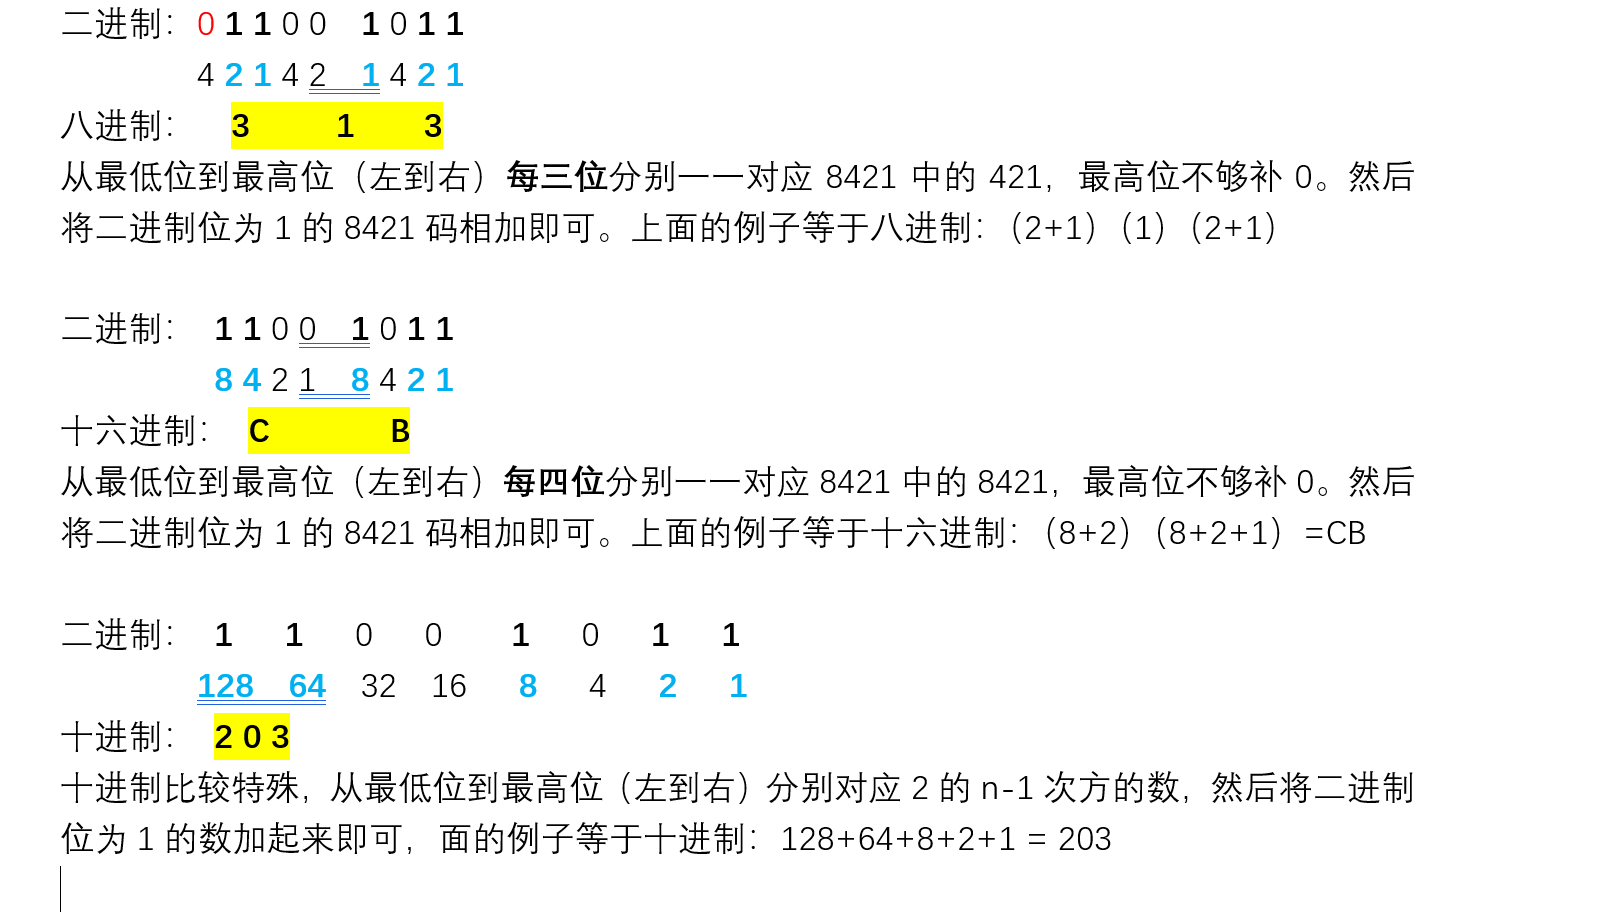 二进制：0 1 1 0 0 1 0 1 1
4 2 1 4 2 1 4 2 1
八进制： 3 1 3
从最低位到最高位（左到右）每三位分别一一对应 8421 中的 421，最高位不够补 0。然后
将二进制位为 1 的 8421 码相加即可。上面的例子等于八进制：（2+1）（1）（2+1）
二进制： 1 1 0 0 1 0 1 1
8 4 2 1 8 4 2 1
十六进制： C B
从最低位到最高位（左到右）每四位分别一一对应 8421 中的 8421，最高位不够补 0。然后
将二进制位为 1 的 8421 码相加即可。上面的例子等于十六进制：（8+2）（8+2+1）=CB
二进制： 1 1 0 0 1 0 1 1
128 64 32 16 8 4 2 1
十进制： 2 0 3
十进制比较特殊，从最低位到最高位（左到右）分别对应 2 的 n-1 次方的数，然后将二进制
位为 1 的数加起来即可，面的例子等于十进制：128+64+8+2+1 = 203